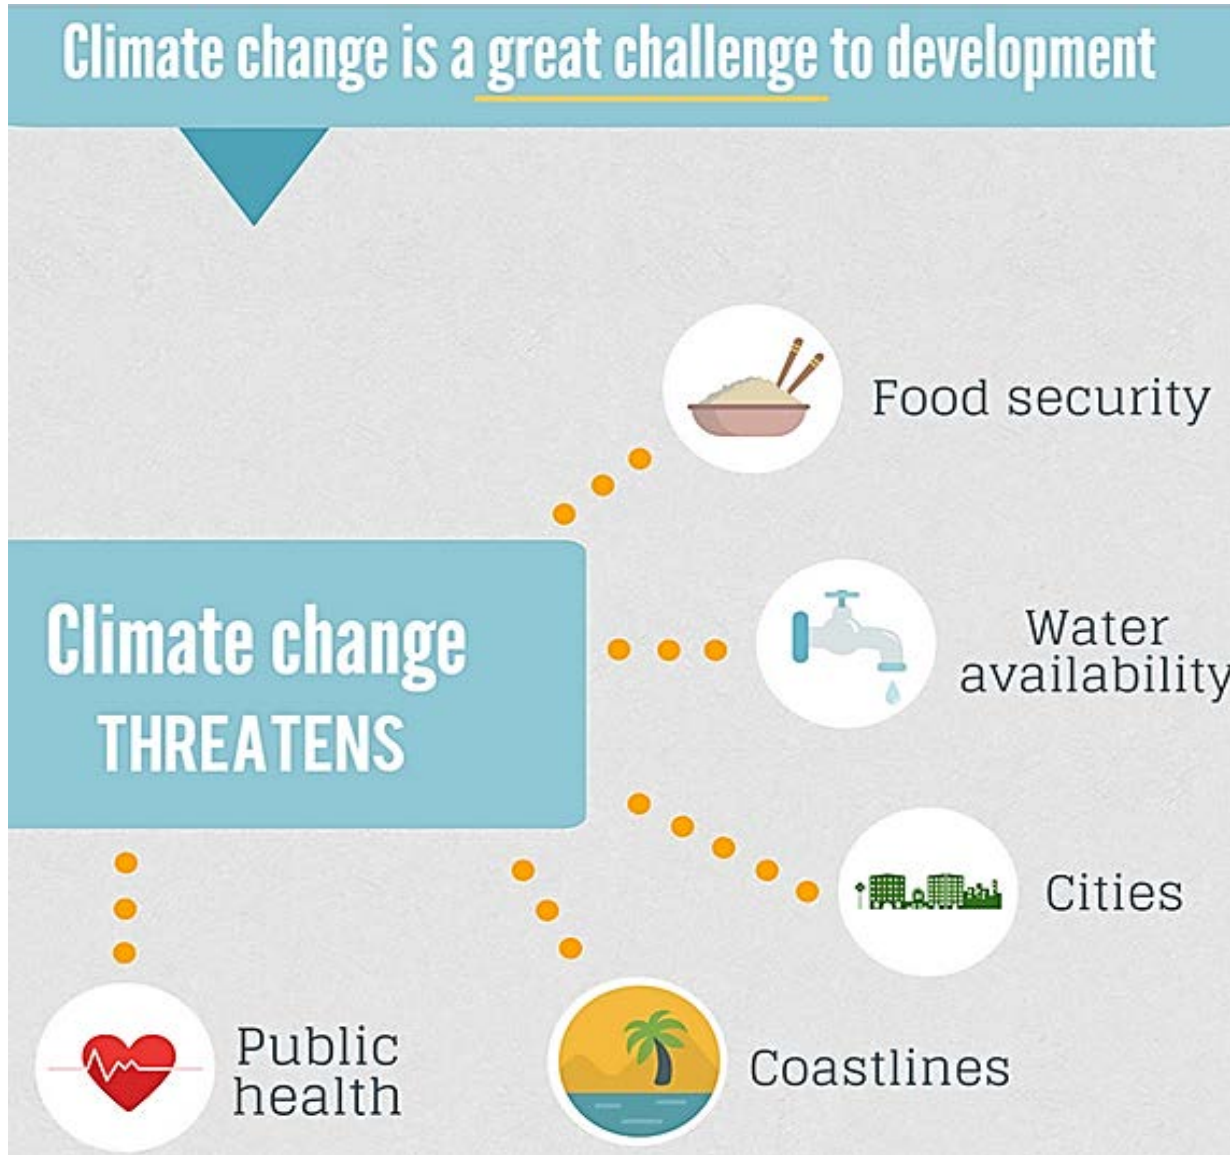 Climate change is a great challenge to development
Food security
Climate change
THREATENS
Water
availability
Cities
Public
health
Coastlines